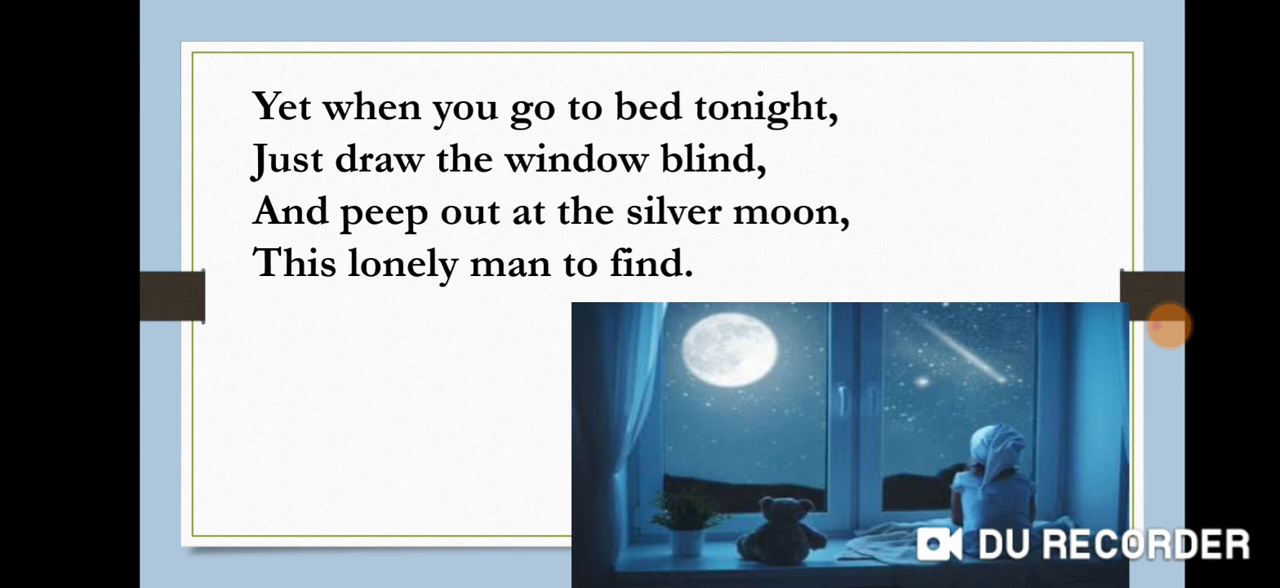 Yet when you go to bed tonight,
Just draw the window blind,
And peep out at the silver moon,
This lonely man to find.
DU RECORDER